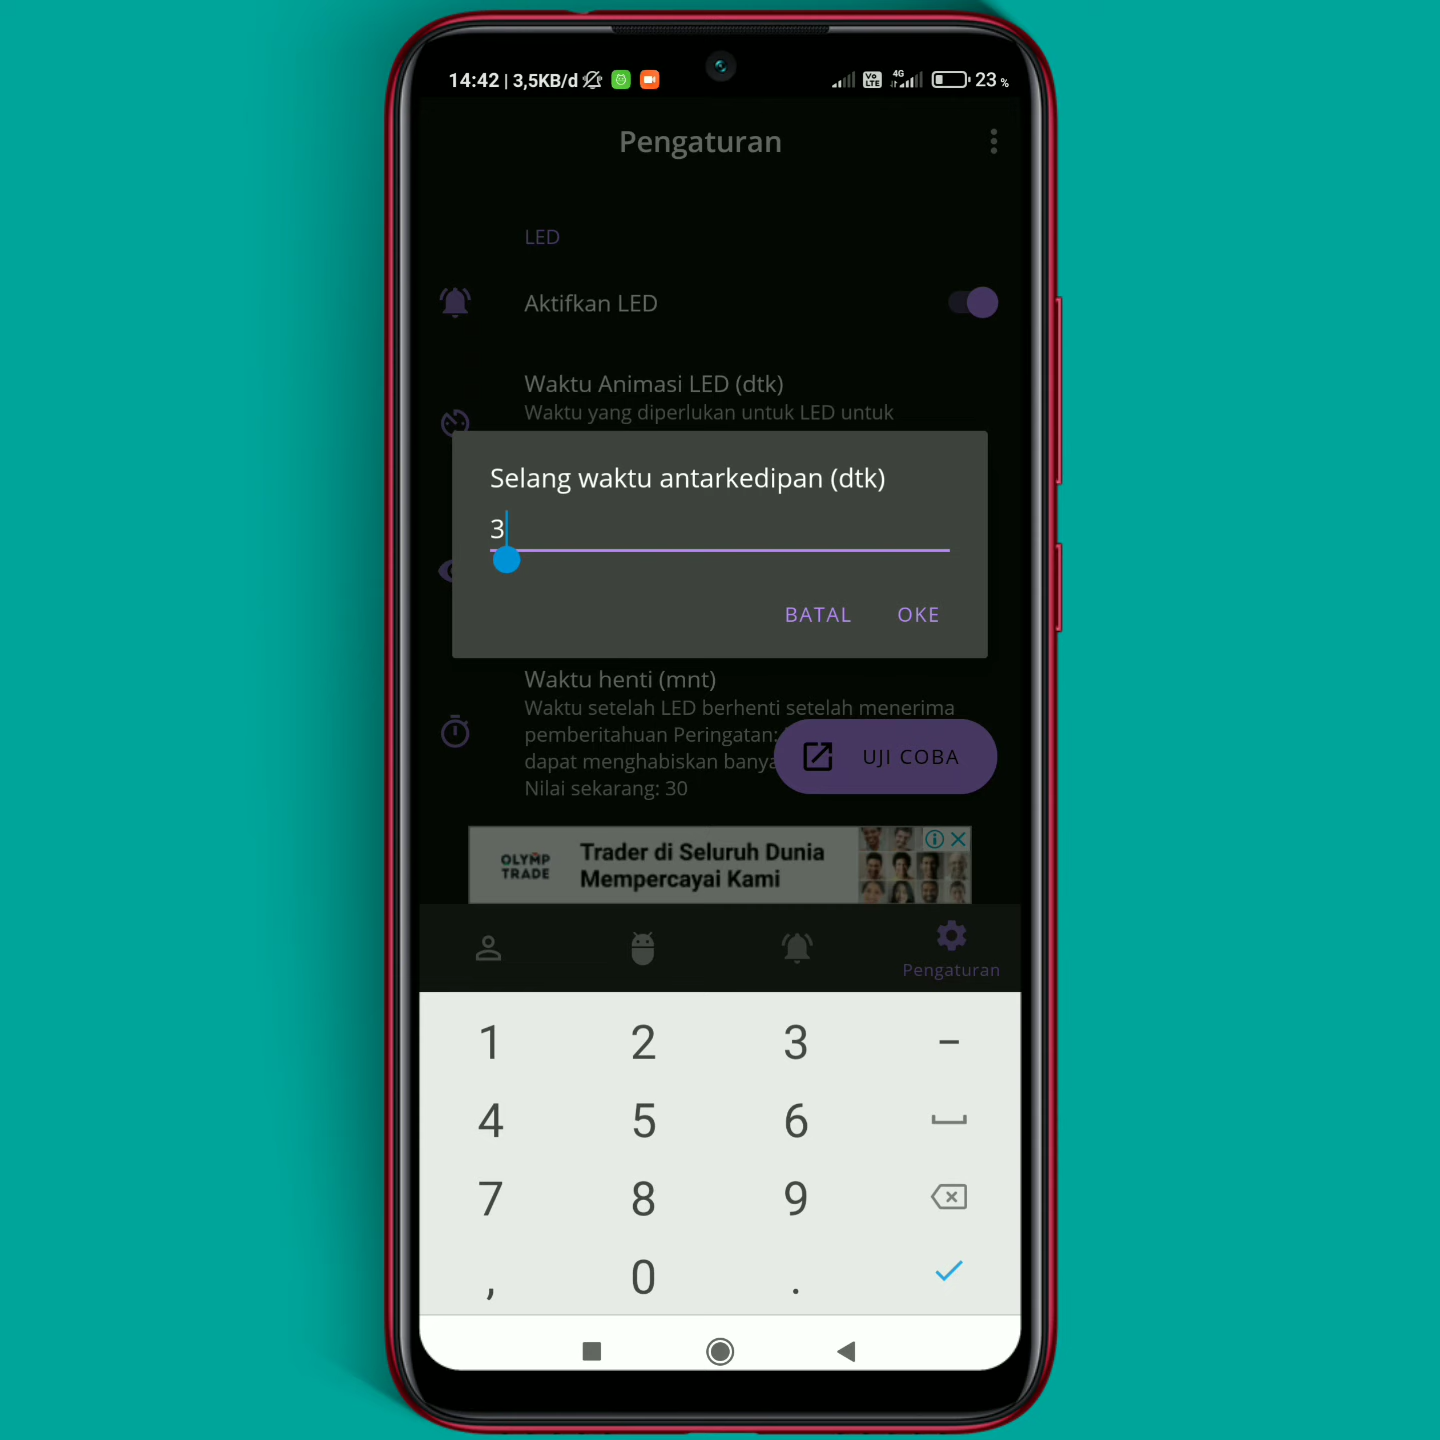 14:42 | 3,5KB/d
Vo LTE 4G 23 %
Pengaturan
LED
Aktifkan LED
Waktu Animasi LED (dtk)
Waktu yang diperlukan untuk LED untuk
Selang waktu antarkedipan (dtk)
3
BATAL OKE
Waktu henti (mnt)
Waktu setelah LED berhenti setelah menerima
pemberitahuan Peringatan:
dapat menghabiskan banya
Nilai sekarang: 30
UJI COBA
OLYMP TRADE
Trader di Seluruh Dunia
Mempercayai Kami
Pengaturan
1 2 3 –
4 5 6
7 8 9
, 0 .